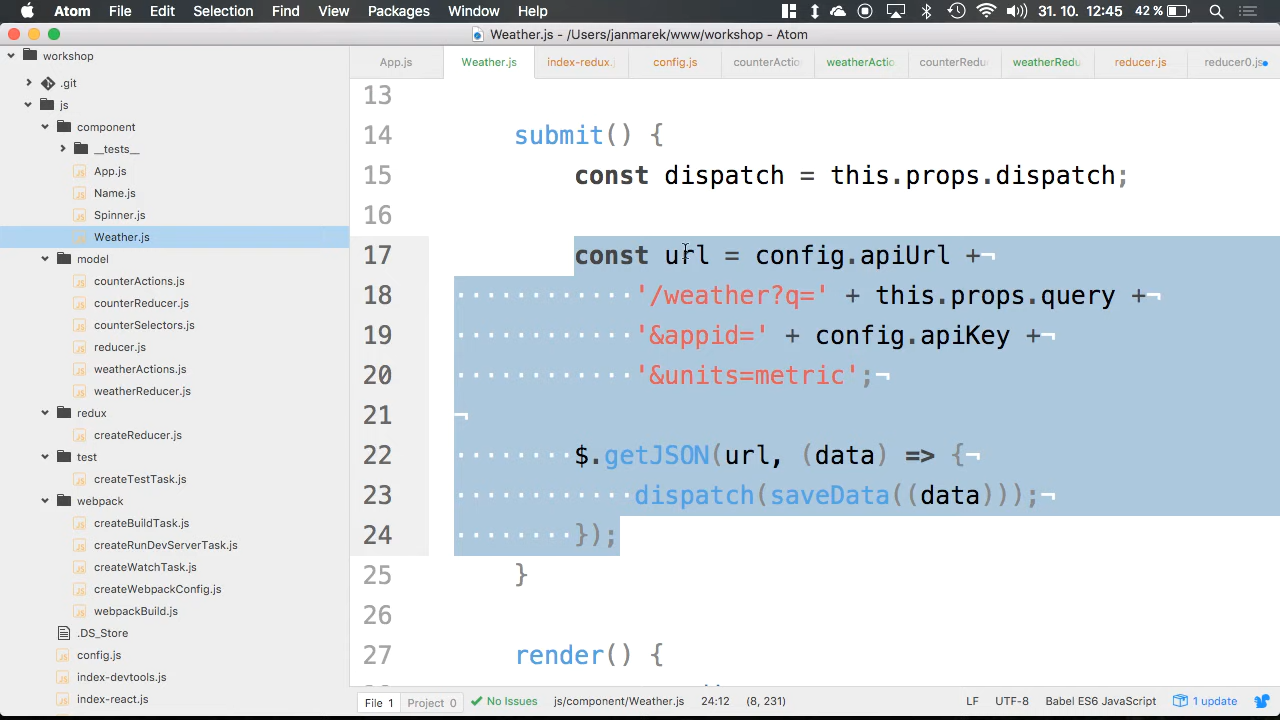 Atom File Edit Selection Find View Packages Window Help 31. 10. 12:45 42 %
Weather.js - /Users/janmarek/www/workshop - Atom
workshop
App.js Weather.js index-redux. config.js counterActio weatherActio counterRedu weatherRedu reducer.js reducer0.js
.git
js
component
__tests__
App.js
Name.js
Spinner.js
Weather.js
model
counterActions.js
counterReducer.js
counterSelectors.js
reducer.js
weatherActions.js
weatherReducer.js
redux
createReducer.js
test
createTestTask.js
webpack
createBuildTask.js
createRunDevServerTask.js
createWatchTask.js
createWebpackConfig.js
webpackBuild.js
.DS_Store
config.js
index-devtools.js
index-react.js
13
14 submit() {
15 const dispatch = this.props.dispatch;
16
17 const url = config.apiUrl +¬
18 ············'/weather?q=' + this.props.query +¬
19 ············'&appid=' + config.apiKey +¬
20 ············'&units=metric';¬
21 ¬
22 ········$.getJSON(url, (data) => {¬
23 ············dispatch(saveData((data)));¬
24 ········});
25 }
26
27 render() {
File 1 Project 0 No Issues js/component/Weather.js 24:12 (8, 231) LF UTF-8 Babel ES6 JavaScript 1 update